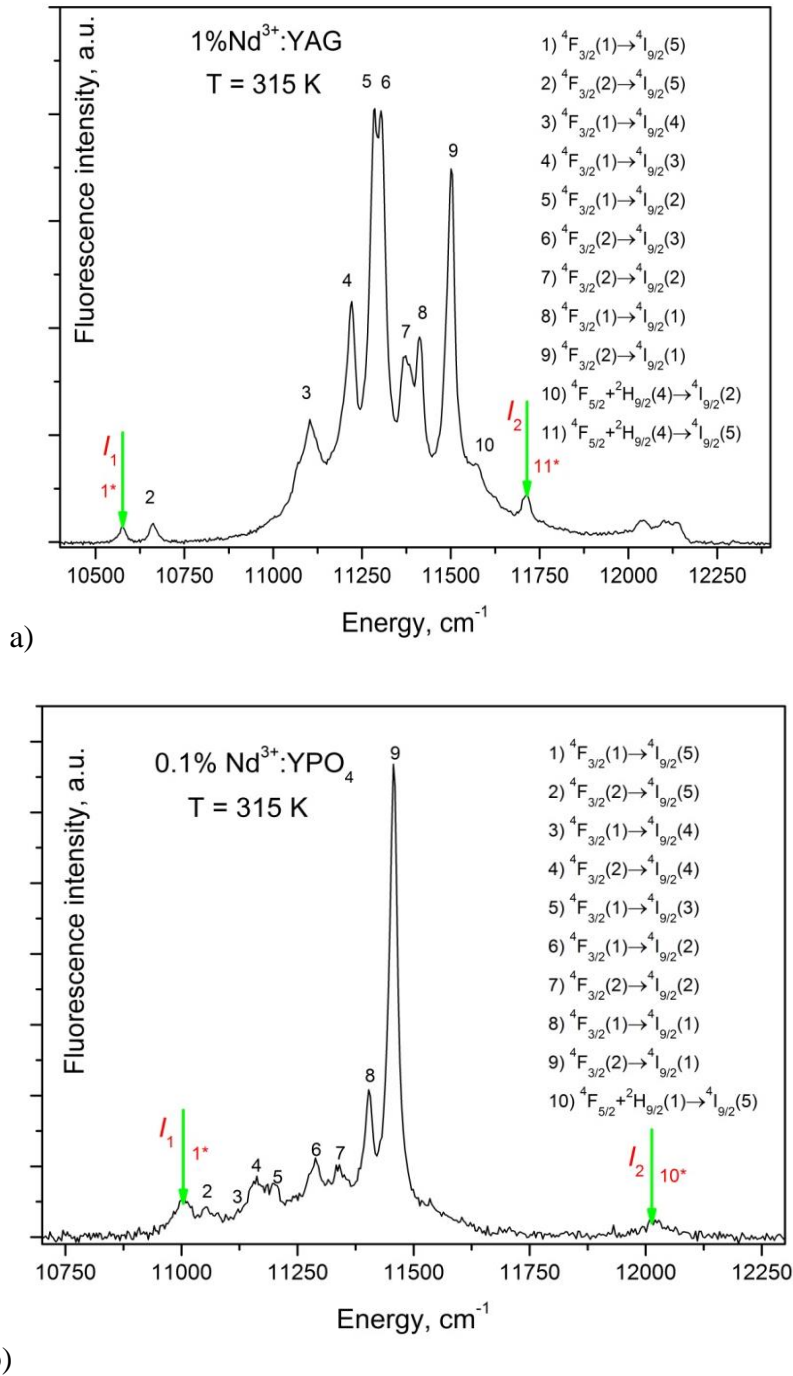 1%Nd³⁺:YAG
T = 315 K
Fluorescence intensity, a.u.
1) ⁴F₃/₂(1)→⁴I₉/₂(5)
2) ⁴F₃/₂(2)→⁴I₉/₂(5)
3) ⁴F₃/₂(1)→⁴I₉/₂(4)
4) ⁴F₃/₂(1)→⁴I₉/₂(3)
5) ⁴F₃/₂(1)→⁴I₉/₂(2)
6) ⁴F₃/₂(2)→⁴I₉/₂(3)
7) ⁴F₃/₂(2)→⁴I₉/₂(2)
8) ⁴F₃/₂(1)→⁴I₉/₂(1)
9) ⁴F₃/₂(2)→⁴I₉/₂(1)
10) ⁴F₅/₂+²H₉/₂(4)→⁴I₉/₂(2)
11) ⁴F₅/₂+²H₉/₂(4)→⁴I₉/₂(5)
I₁
1*
2
3
4
5 6
7
8
9
10
I₂
11*
10500 10750 11000 11250 11500 11750 12000 12250
Energy, cm⁻¹
a)
0.1% Nd³⁺:YPO₄
T = 315 K
Fluorescence intensity, a.u.
1) ⁴F₃/₂(1)→⁴I₉/₂(5)
2) ⁴F₃/₂(2)→⁴I₉/₂(5)
3) ⁴F₃/₂(1)→⁴I₉/₂(4)
4) ⁴F₃/₂(2)→⁴I₉/₂(4)
5) ⁴F₃/₂(1)→⁴I₉/₂(3)
6) ⁴F₃/₂(1)→⁴I₉/₂(2)
7) ⁴F₃/₂(2)→⁴I₉/₂(2)
8) ⁴F₃/₂(1)→⁴I₉/₂(1)
9) ⁴F₃/₂(2)→⁴I₉/₂(1)
10) ⁴F₅/₂+²H₉/₂(1)→⁴I₉/₂(5)
I₁
1*
2
3
4
5
6
7
8
9
I₂
10*
10750 11000 11250 11500 11750 12000 12250
Energy, cm⁻¹